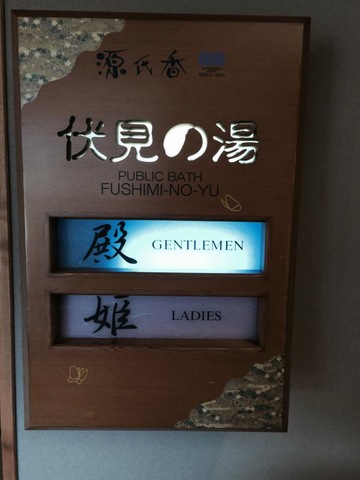 源氏香
伏見の湯
PUBLIC BATH
FUSHIMI-NO-YU
殿 GENTLEMEN
姫 LADIES